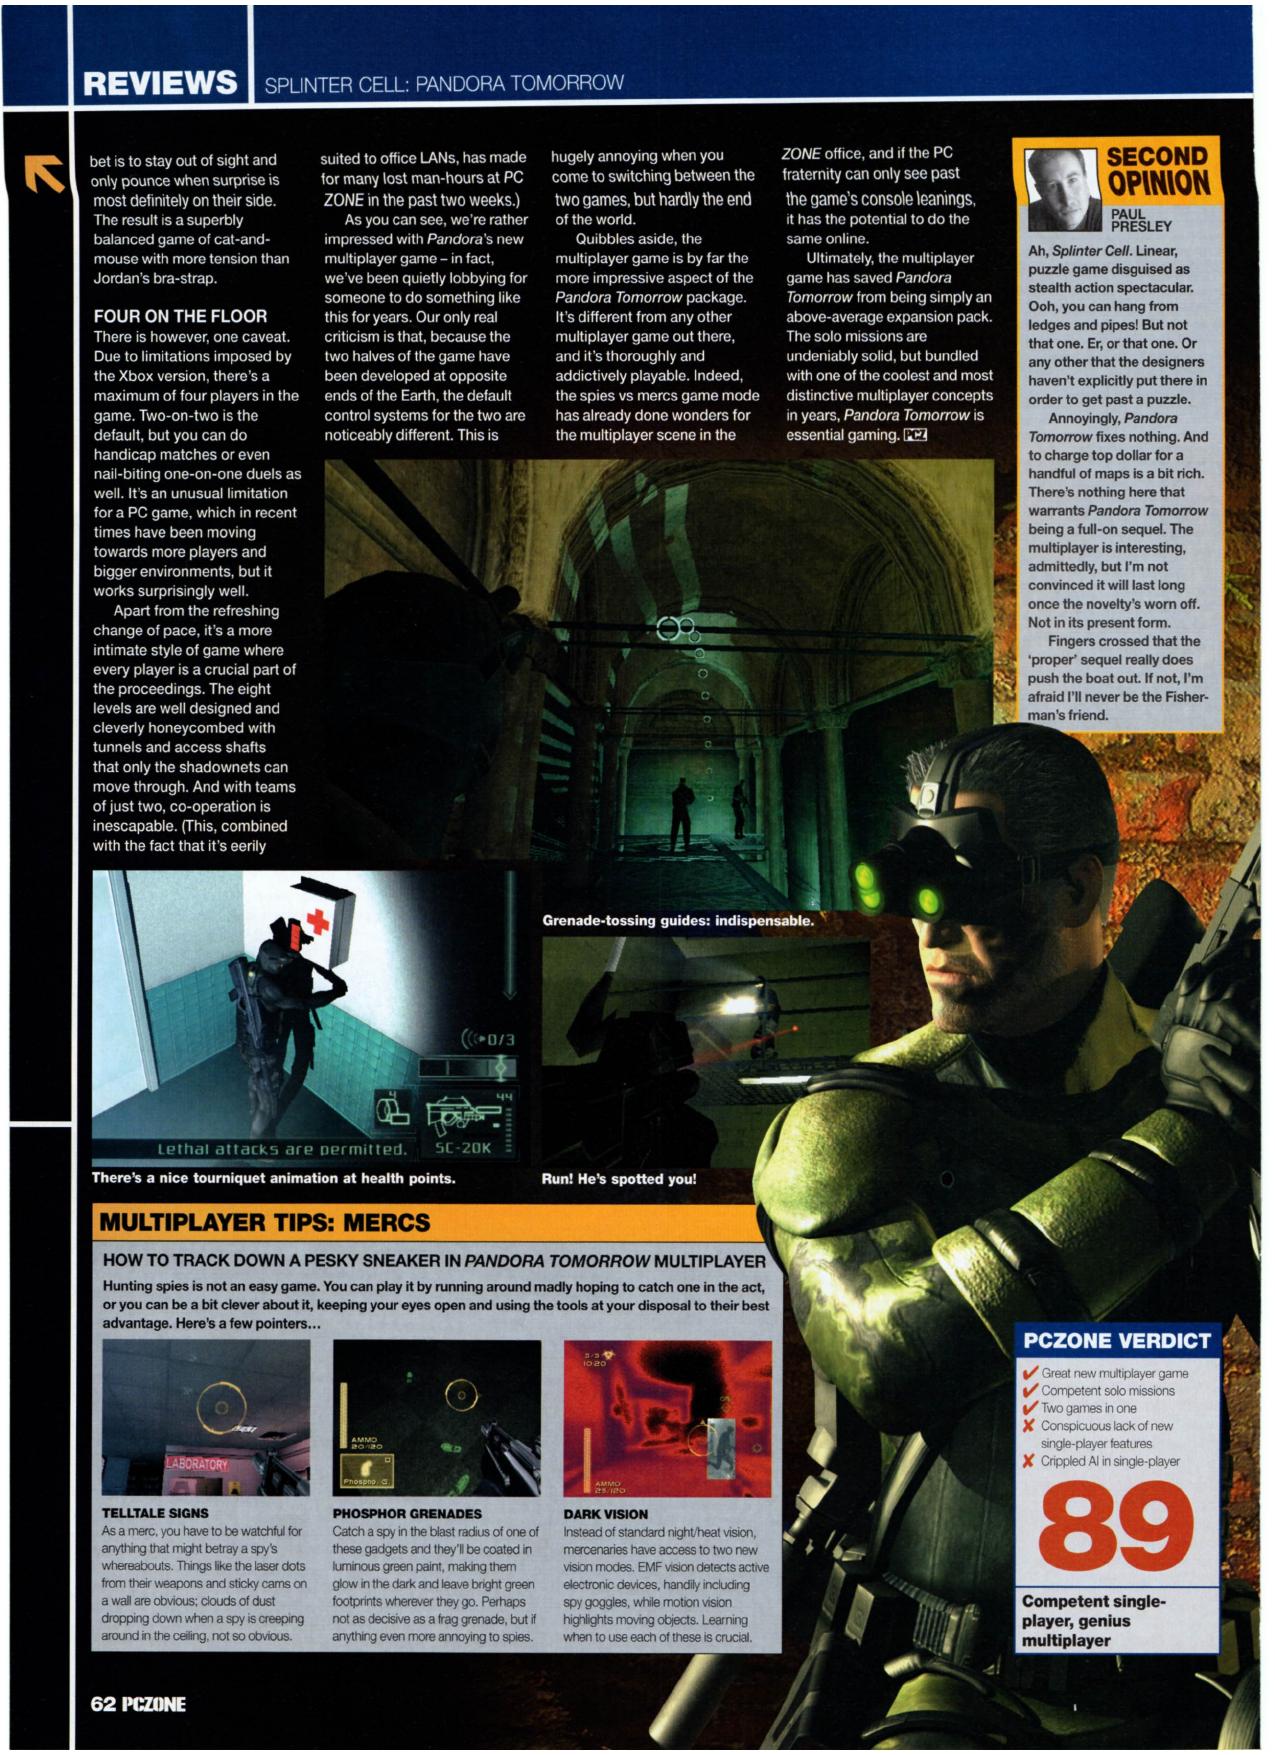 REVIEWS
SPLINTER CELL: PANDORA TOMORROW
bet is to stay out of sight and
only pounce when surprise is
most definitely on their side.
The result is a superbly
balanced game of cat-and-
mouse with more tension than
Jordan's bra-strap.
FOUR ON THE FLOOR
There is however, one caveat.
Due to limitations imposed by
the Xbox version, there's a
maximum of four players in the
game. Two-on-two is the
default, but you can do
handicap matches or even
nail-biting one-on-one duels as
well. It's an unusual limitation
for a PC game, which in recent
times have been moving
towards more players and
bigger environments, but it
works surprisingly well.
Apart from the refreshing
change of pace, it's a more
intimate style of game where
every player is a crucial part of
the proceedings. The eight
levels are well designed and
cleverly honeycombed with
tunnels and access shafts
that only the shadownets can
move through. And with teams
of just two, co-operation is
inescapable. (This, combined
with the fact that it's eerily
suited to office LANs, has made
for many lost man-hours at PC
ZONE in the past two weeks.)
As you can see, we're rather
impressed with Pandora's new
multiplayer game – in fact,
we've been quietly lobbying for
someone to do something like
this for years. Our only real
criticism is that, because the
two halves of the game have
been developed at opposite
ends of the Earth, the default
control systems for the two are
noticeably different. This is
hugely annoying when you
come to switching between the
two games, but hardly the end
of the world.
Quibbles aside, the
multiplayer game is by far the
more impressive aspect of the
Pandora Tomorrow package.
It's different from any other
multiplayer game out there,
and it's thoroughly and
addictively playable. Indeed,
the spies vs mercs game mode
has already done wonders for
the multiplayer scene in the
ZONE office, and if the PC
fraternity can only see past
the game's console leanings,
it has the potential to do the
same online.
Ultimately, the multiplayer
game has saved Pandora
Tomorrow from being simply an
above-average expansion pack.
The solo missions are
undeniably solid, but bundled
with one of the coolest and most
distinctive multiplayer concepts
in years, Pandora Tomorrow is
essential gaming. PCZ
SECOND
OPINION
PAUL
PRESLEY
Ah, Splinter Cell. Linear,
puzzle game disguised as
stealth action spectacular.
Ooh, you can hang from
ledges and pipes! But not
that one. Er, or that one. Or
any other that the designers
haven't explicitly put there in
order to get past a puzzle.
Annoyingly, Pandora
Tomorrow fixes nothing. And
to charge top dollar for a
handful of maps is a bit rich.
There's nothing here that
warrants Pandora Tomorrow
being a full-on sequel. The
multiplayer is interesting,
admittedly, but I'm not
convinced it will last long
once the novelty's worn off.
Not in its present form.
Fingers crossed that the
'proper' sequel really does
push the boat out. If not, I'm
afraid I'll never be the Fisher-
man's friend.
Grenade-tossing guides: indispensable.
0/3
4
44
Lethal attacks are permitted.
SC-20K
There's a nice tourniquet animation at health points.
Run! He's spotted you!
MULTIPLAYER TIPS: MERCS
HOW TO TRACK DOWN A PESKY SNEAKER IN PANDORA TOMORROW MULTIPLAYER
Hunting spies is not an easy game. You can play it by running around madly hoping to catch one in the act,
or you can be a bit clever about it, keeping your eyes open and using the tools at your disposal to their best
advantage. Here's a few pointers...
LABORATORY
TELLTALE SIGNS
As a merc, you have to be watchful for
anything that might betray a spy's
whereabouts. Things like the laser dots
from their weapons and sticky cams on
a wall are obvious; clouds of dust
dropping down when a spy is creeping
around in the ceiling, not so obvious.
AMMO
20/120
Phospho. G.
PHOSPHOR GRENADES
Catch a spy in the blast radius of one of
these gadgets and they'll be coated in
luminous green paint, making them
glow in the dark and leave bright green
footprints wherever they go. Perhaps
not as decisive as a frag grenade, but if
anything even more annoying to spies.
3/3
10:20
AMMO
25/120
DARK VISION
Instead of standard night/heat vision,
mercenaries have access to two new
vision modes. EMF vision detects active
electronic devices, handily including
spy goggles, while motion vision
highlights moving objects. Learning
when to use each of these is crucial.
PCZONE VERDICT
✓ Great new multiplayer game
✓ Competent solo missions
✓ Two games in one
✗ Conspicuous lack of new
single-player features
✗ Crippled AI in single-player
89
Competent single-
player, genius
multiplayer
62 PCZONE